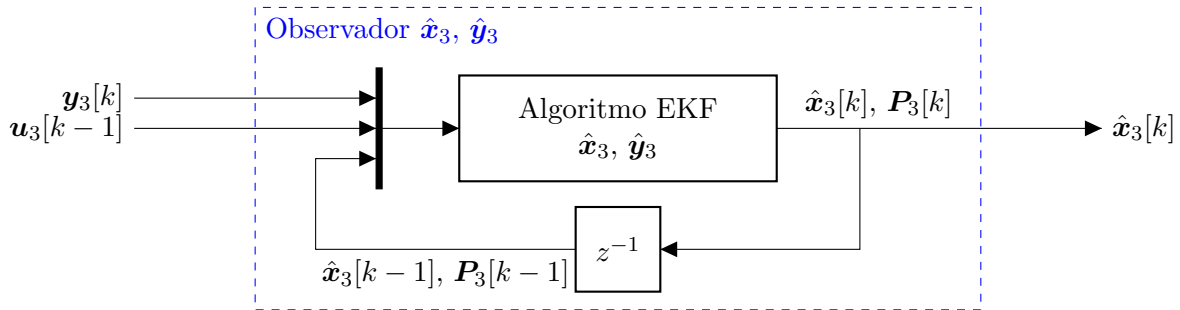 Observador x̂₃, ŷ₃
y₃[k]
u₃[k − 1]
Algoritmo EKF
x̂₃, ŷ₃
x̂₃[k], P₃[k]
x̂₃[k]
z⁻¹
x̂₃[k − 1], P₃[k − 1]